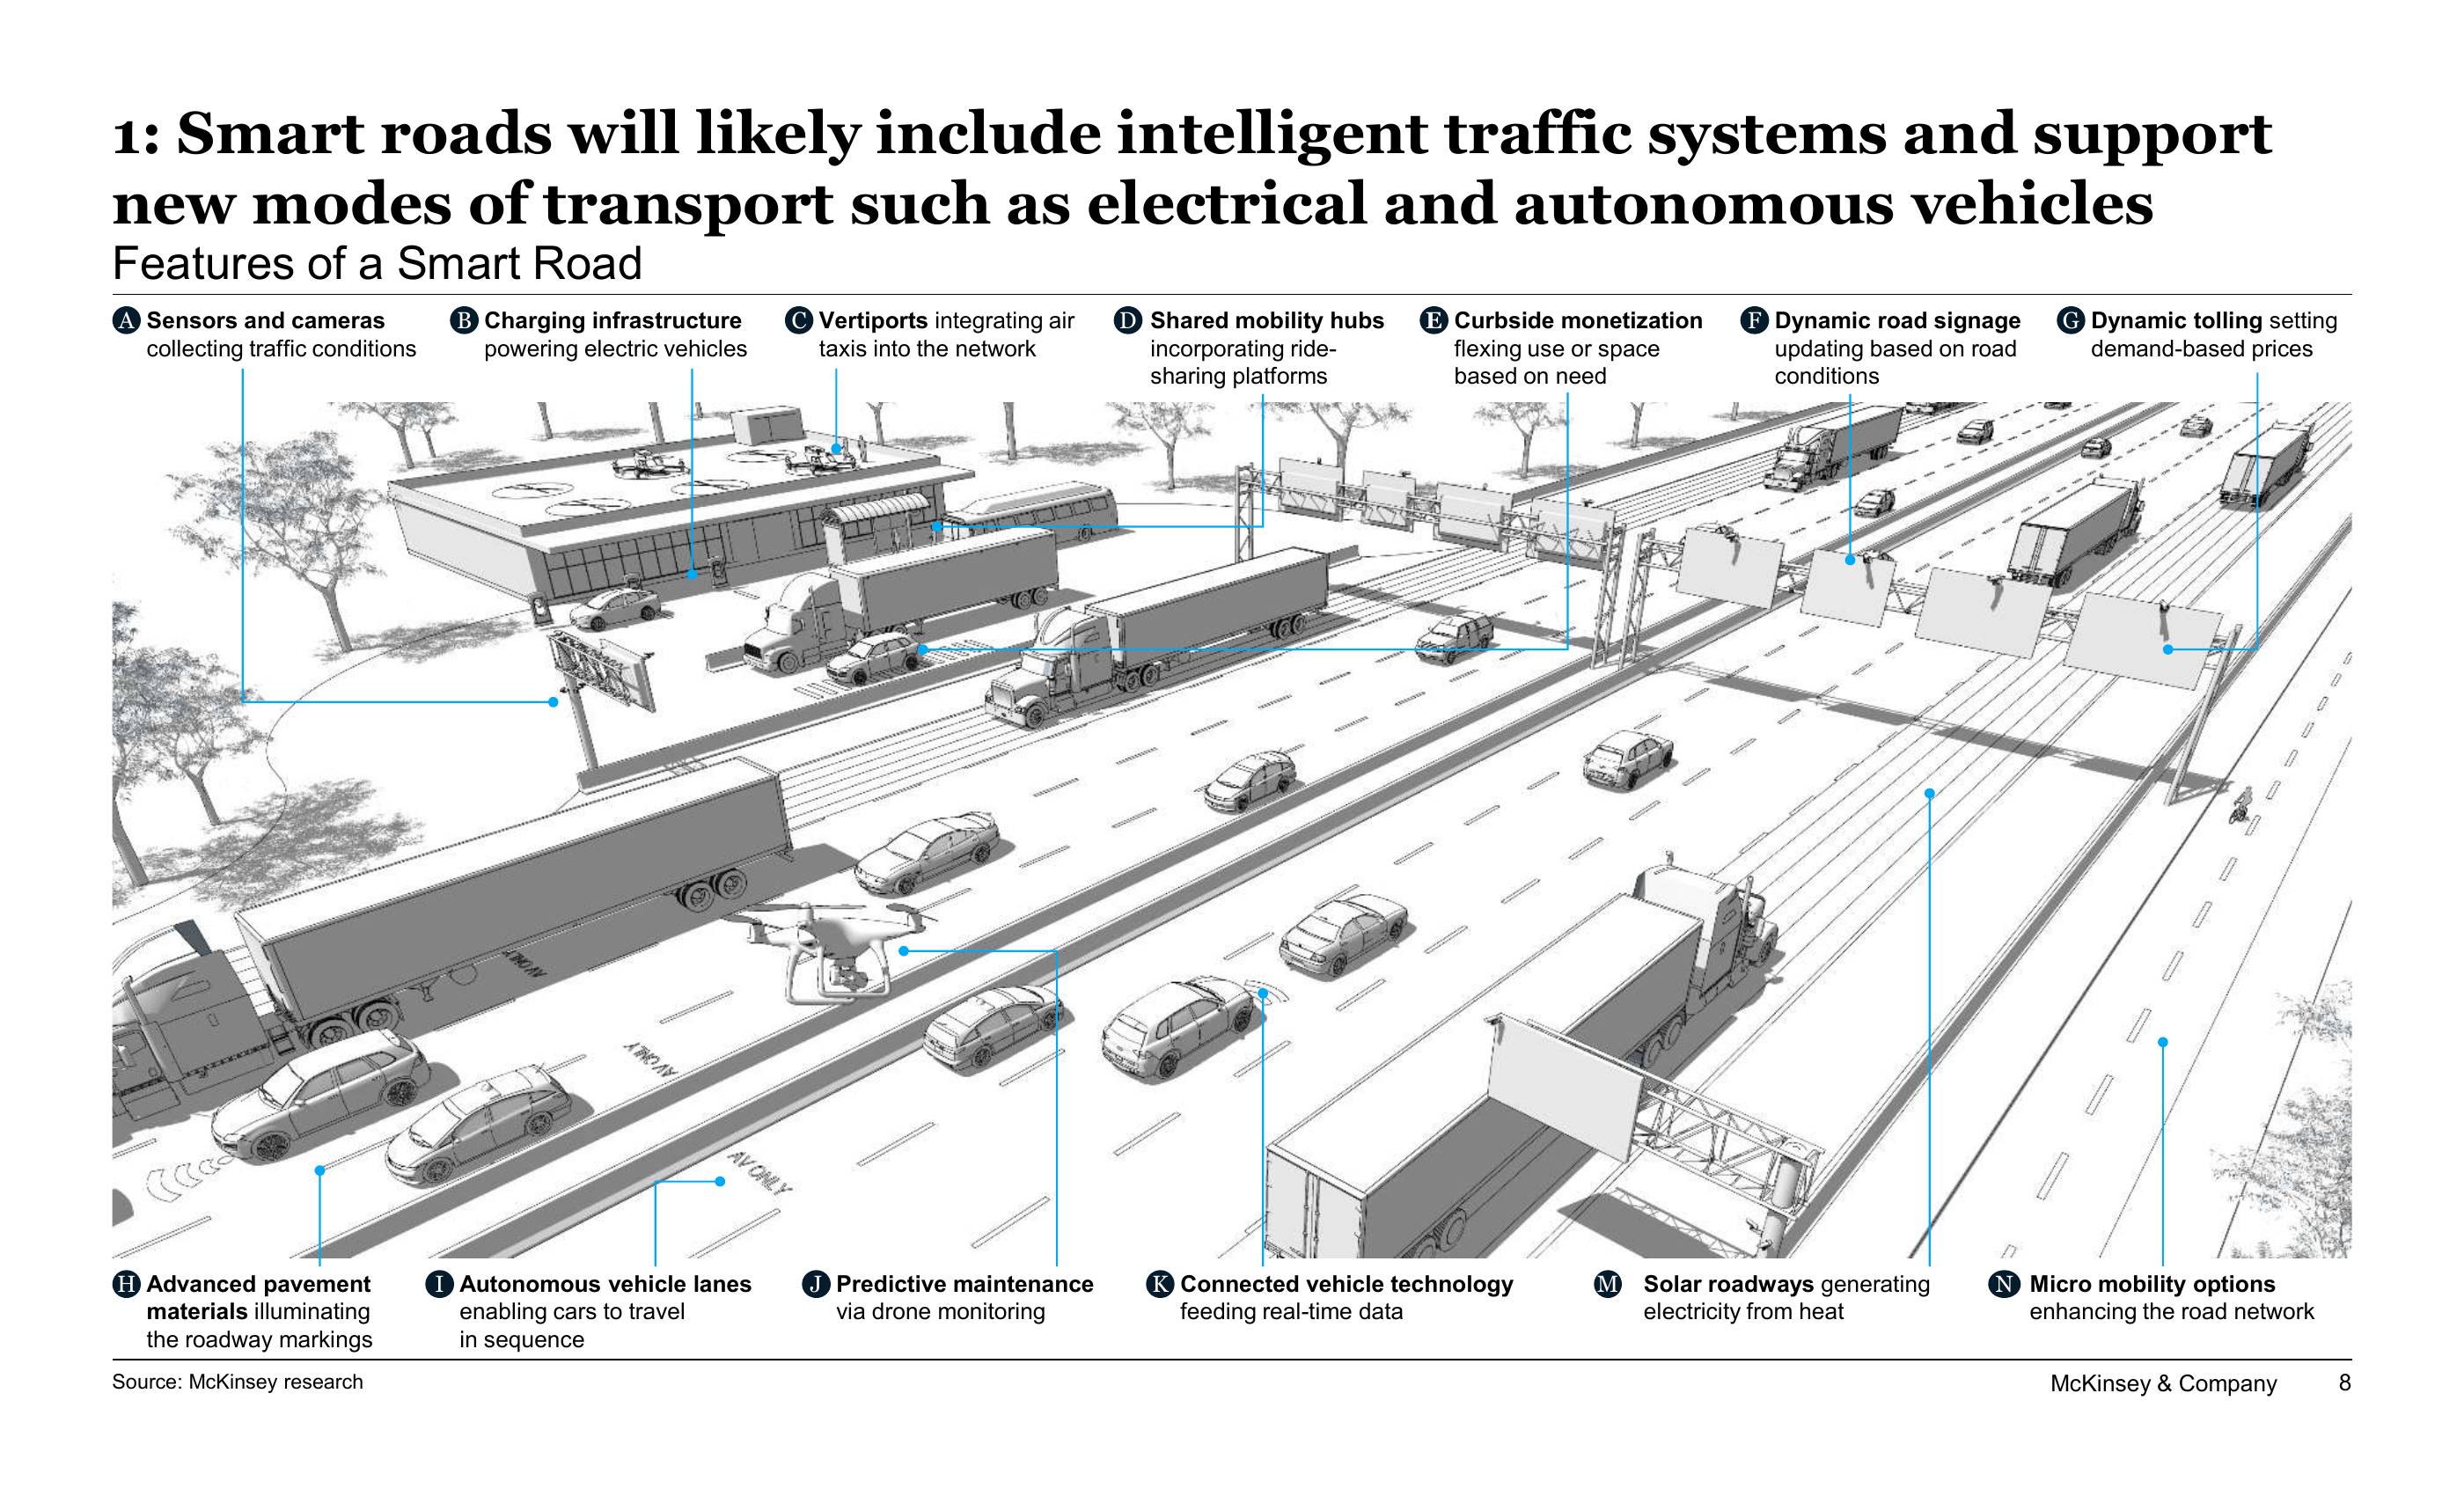 1: Smart roads will likely include intelligent traffic systems and support
new modes of transport such as electrical and autonomous vehicles
Features of a Smart Road
A Sensors and cameras
collecting traffic conditions
B Charging infrastructure
powering electric vehicles
C Vertiports integrating air
taxis into the network
D Shared mobility hubs
incorporating ride-
sharing platforms
E Curbside monetization
flexing use or space
based on need
F Dynamic road signage
updating based on road
conditions
G Dynamic tolling setting
demand-based prices
AV ONLY
AV ONLY
AV ONLY
H Advanced pavement
materials illuminating
the roadway markings
I Autonomous vehicle lanes
enabling cars to travel
in sequence
J Predictive maintenance
via drone monitoring
K Connected vehicle technology
feeding real-time data
M Solar roadways generating
electricity from heat
N Micro mobility options
enhancing the road network
Source: McKinsey research
McKinsey & Company 8